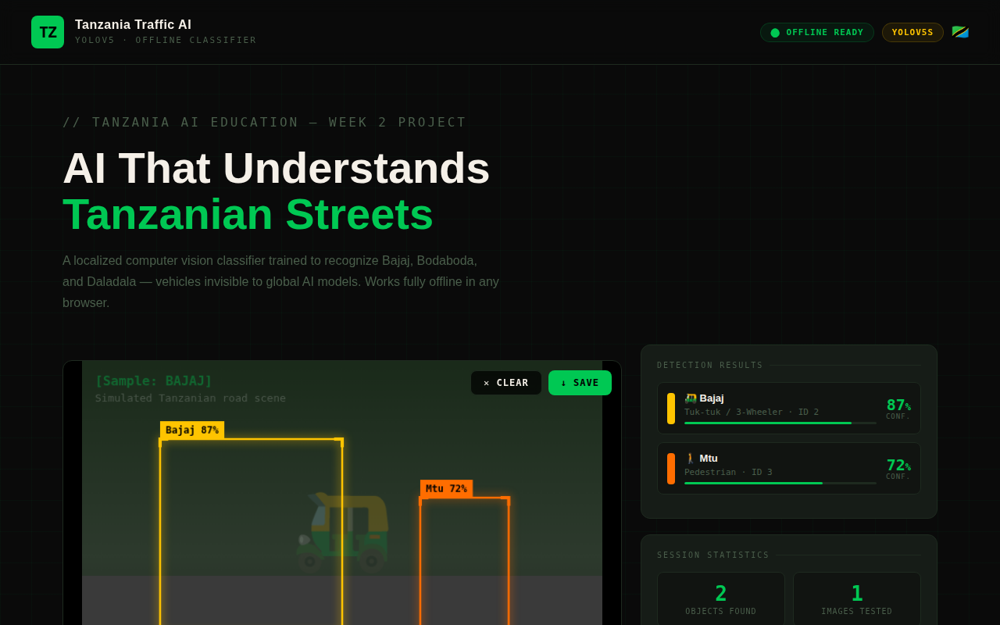 TZ
Tanzania Traffic AI
YOLOV5 · OFFLINE CLASSIFIER
OFFLINE READY
YOLOV5S
// TANZANIA AI EDUCATION — WEEK 2 PROJECT
AI That Understands
Tanzanian Streets
A localized computer vision classifier trained to recognize Bajaj, Bodaboda,
and Daladala — vehicles invisible to global AI models. Works fully offline in any
browser.
[Sample: BAJAJ]
Simulated Tanzanian road scene
× CLEAR
↓ SAVE
Bajaj 87%
Mtu 72%
DETECTION RESULTS
Bajaj
Tuk-tuk / 3-Wheeler · ID 2
87%
CONF.
Mtu
Pedestrian · ID 3
72%
CONF.
SESSION STATISTICS
2
OBJECTS FOUND
1
IMAGES TESTED